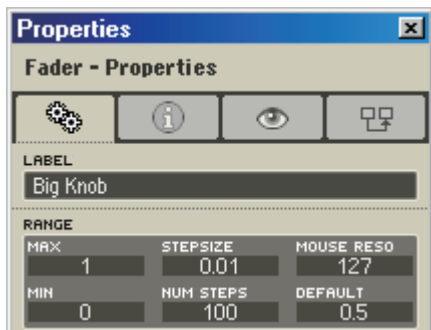 Properties
Fader - Properties
LABEL
Big Knob
RANGE
MAX STEPSIZE MOUSE RESO
1 0.01 127
MIN NUM STEPS DEFAULT
0 100 0.5